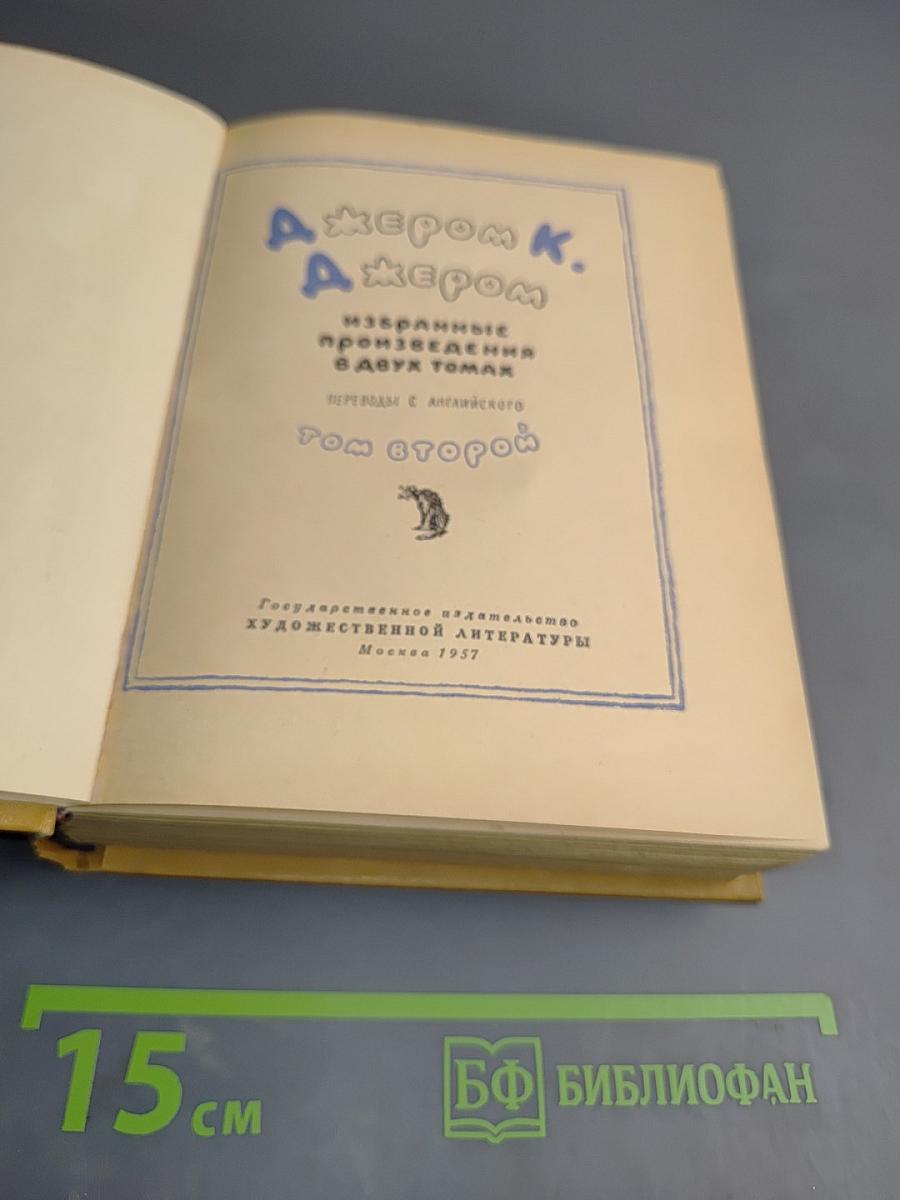 Джером К.
Джером
ИЗБРАННЫЕ
ПРОИЗВЕДЕНИЯ
В ДВУХ ТОМАХ
ПЕРЕВОДЫ С АНГЛИЙСКОГО
ТОМ ВТОРОЙ
Государственное издательство
ХУДОЖЕСТВЕННОЙ ЛИТЕРАТУРЫ
Москва 1957
15 см
БФ БИБЛИОФАН